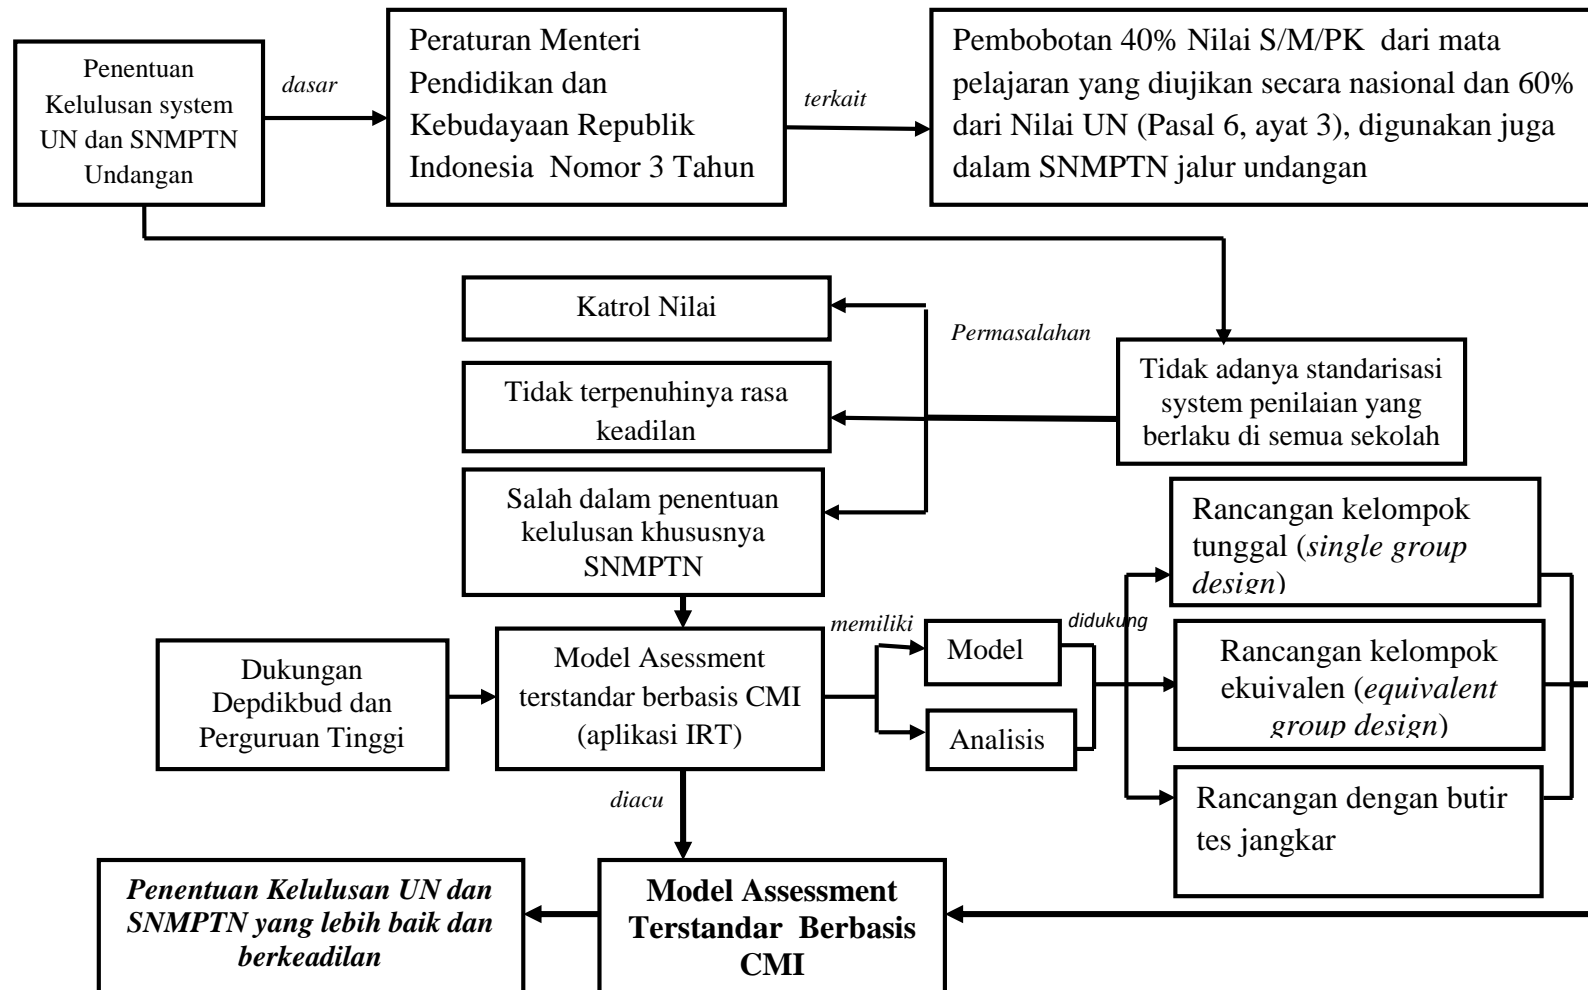 Penentuan
Kelulusan system
UN dan SNMPTN
Undangan
dasar
Peraturan Menteri
Pendidikan dan
Kebudayaan Republik
Indonesia Nomor 3 Tahun
terkait
Pembobotan 40% Nilai S/M/PK dari mata
pelajaran yang diujikan secara nasional dan 60%
dari Nilai UN (Pasal 6, ayat 3), digunakan juga
dalam SNMPTN jalur undangan
Katrol Nilai
Permasalahan
Tidak adanya standarisasi
system penilaian yang
berlaku di semua sekolah
Tidak terpenuhinya rasa
keadilan
Salah dalam penentuan
kelulusan khususnya
SNMPTN
Dukungan
Depdikbud dan
Perguruan Tinggi
Model Asessment
terstandar berbasis CMI
(aplikasi IRT)
memiliki
Model
Analisis
didukung
Rancangan kelompok
tunggal (single group
design)
Rancangan kelompok
ekuivalen (equivalent
group design)
Rancangan dengan butir
tes jangkar
diacu
Model Assessment
Terstandar Berbasis
CMI
Penentuan Kelulusan UN dan
SNMPTN yang lebih baik dan
berkeadilan